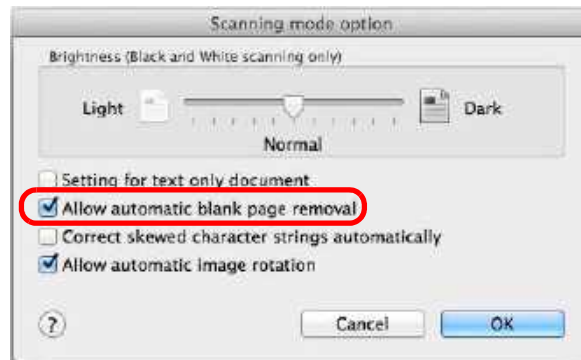 Scanning mode option
Brightness (Black and White scanning only)
Light Dark
Normal
Setting for text only document
Allow automatic blank page removal
Correct skewed character strings automatically
Allow automatic image rotation
? Cancel OK